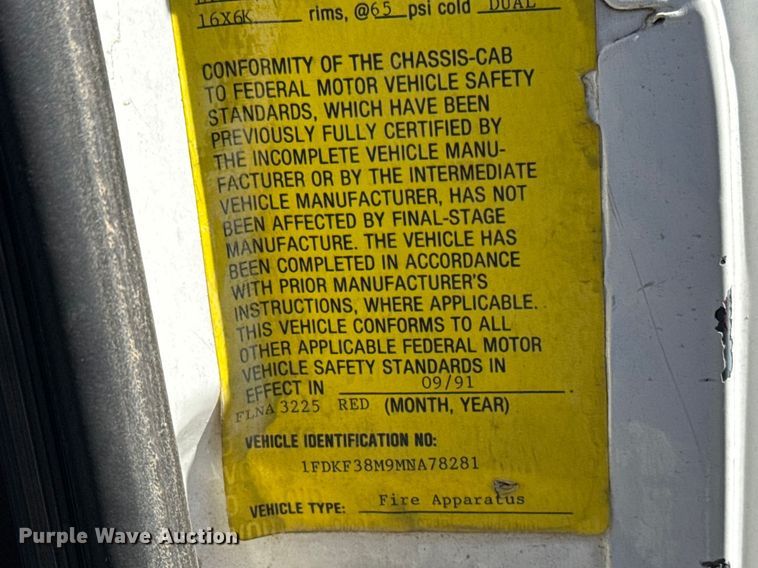 16X6K rims, @65 psi cold DUAL
CONFORMITY OF THE CHASSIS-CAB
TO FEDERAL MOTOR VEHICLE SAFETY
STANDARDS, WHICH HAVE BEEN
PREVIOUSLY FULLY CERTIFIED BY
THE INCOMPLETE VEHICLE MANU-
FACTURER OR BY THE INTERMEDIATE
VEHICLE MANUFACTURER, HAS NOT
BEEN AFFECTED BY FINAL-STAGE
MANUFACTURE. THE VEHICLE HAS
BEEN COMPLETED IN ACCORDANCE
WITH PRIOR MANUFACTURER'S
INSTRUCTIONS, WHERE APPLICABLE.
THIS VEHICLE CONFORMS TO ALL
OTHER APPLICABLE FEDERAL MOTOR
VEHICLE SAFETY STANDARDS IN
EFFECT IN 09/91
FLNA 3225 RED (MONTH, YEAR)
VEHICLE IDENTIFICATION NO:
1FDKF38M9MNA78281
VEHICLE TYPE: Fire Apparatus
Purple Wave Auction